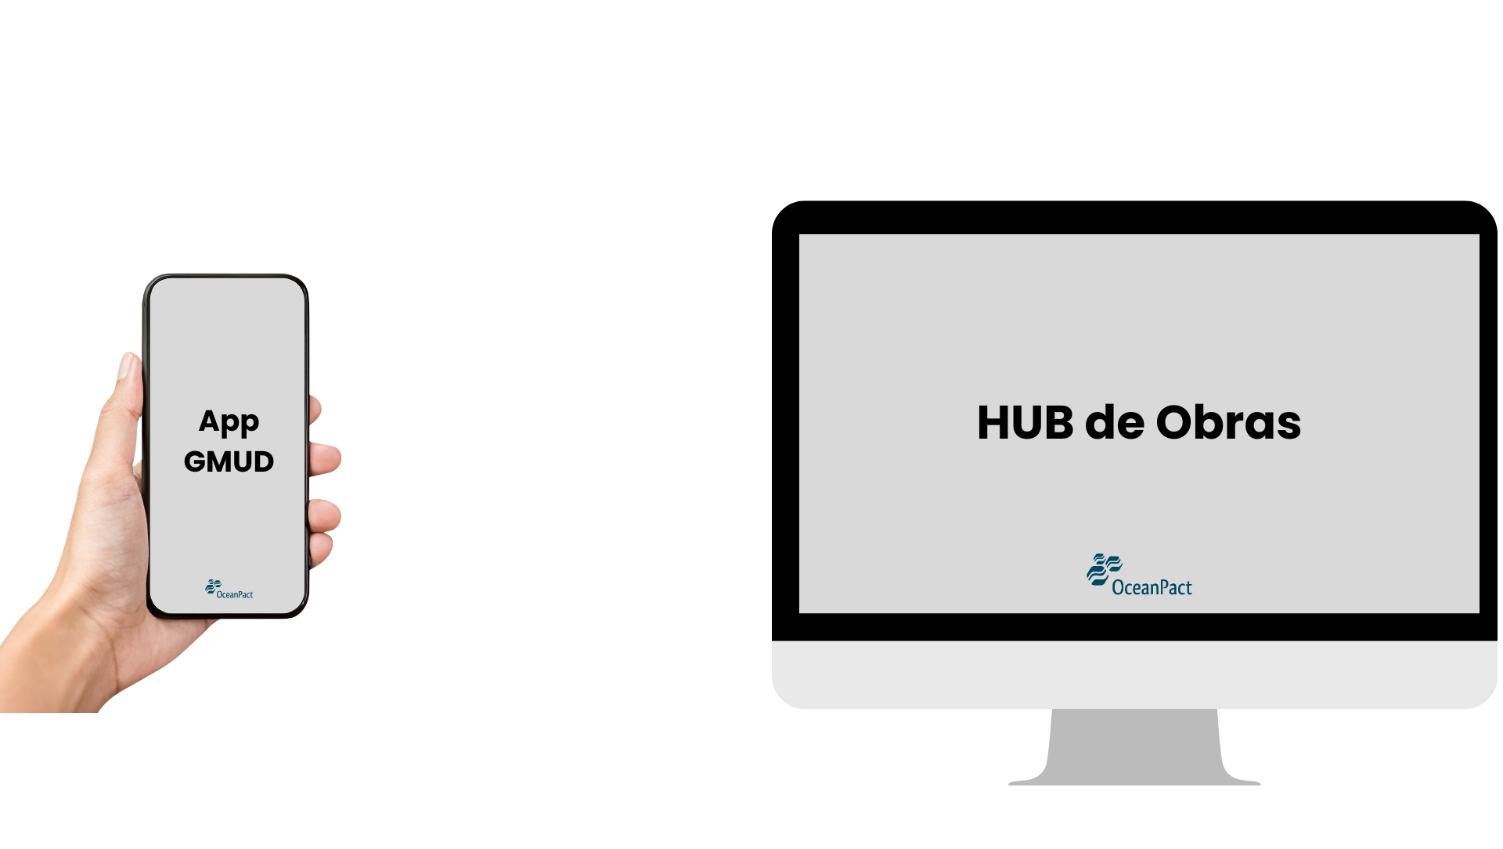 App
GMUD
OceanPact
HUB de Obras
OceanPact